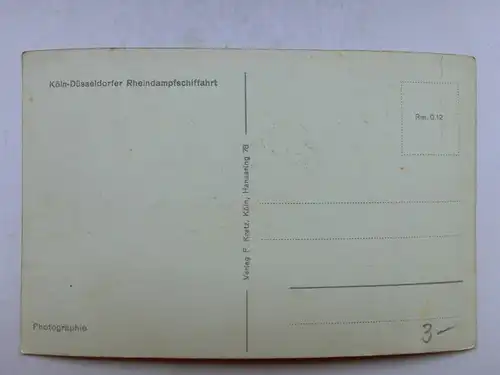 Köln-Düsseldorfer Rheindampfschiffahrt
Rm. 0.12
Verlag F. Kratz, Köln, Hansaring 78
Photographie
3—